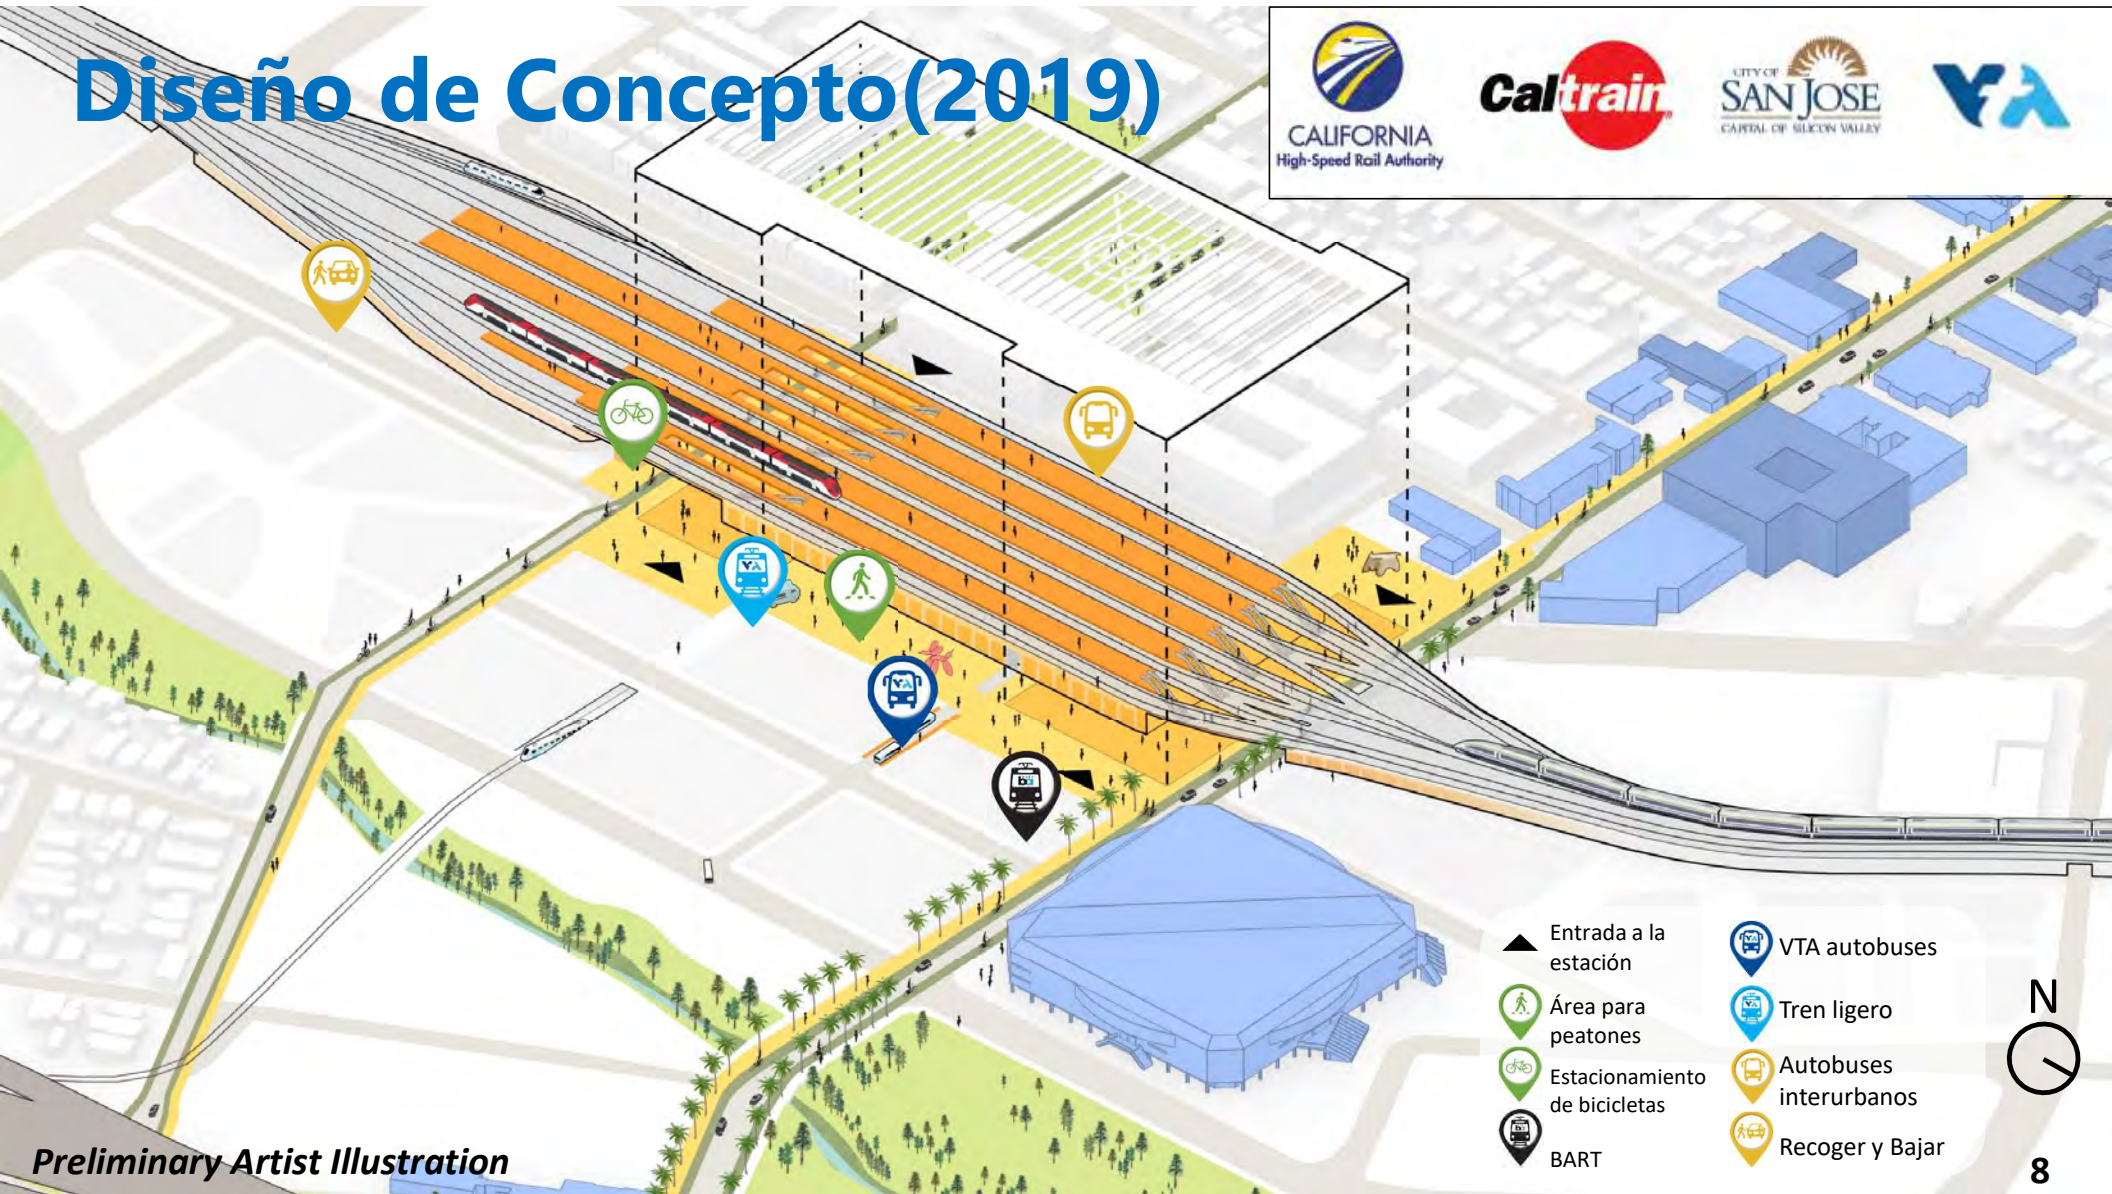 Diseño de Concepto(2019)
CALIFORNIA
High-Speed Rail Authority
Caltrain
CITY OF
SAN JOSE
CAPITAL OF SILICON VALLEY
VTA
Entrada a la
estación
Área para
peatones
Estacionamiento
de bicicletas
BART
VTA autobuses
Tren ligero
Autobuses
interurbanos
Recoger y Bajar
N
Preliminary Artist Illustration
8